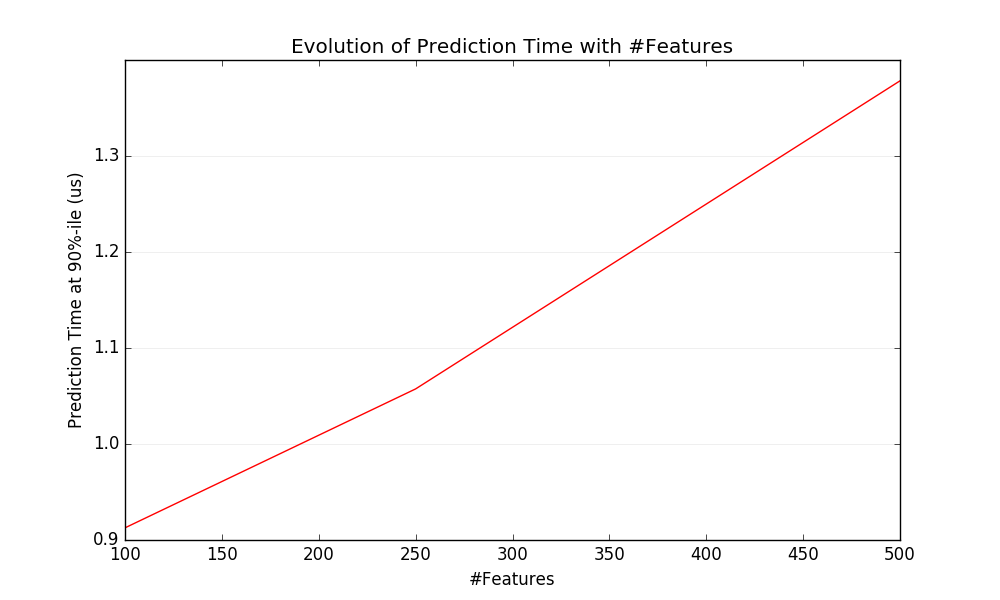 Evolution of Prediction Time with #Features
Prediction Time at 90%-ile (us)
1.3
1.2
1.1
1.0
0.9
100 150 200 250 300 350 400 450 500
#Features